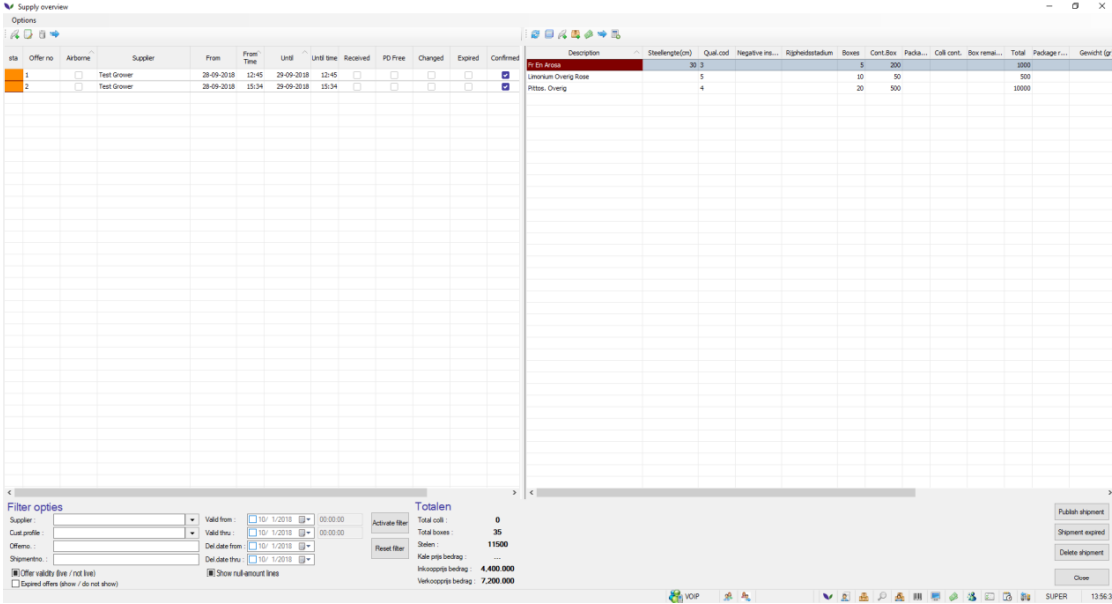 Supply overview
Options
sta Offer no Airborne Supplier From From Time Until Until time Received PD Free Changed Expired Confirmed
1 Test Grower 28-09-2018 12:45 29-09-2018 12:45
2 Test Grower 28-09-2018 15:34 29-09-2018 15:34
Description Steellengte(cm) Qual.cod Negative ins... Rijpheidsstadium Boxes Cont.Box Packa... Colli cont. Box remai... Total Package r... Gewicht (gr
Fr En Arosa 30 3 5 200 1000
Limonium Overig Rose 5 10 50 500
Pittos. Overig 4 20 500 10000
Filter opties
Supplier :
Cust.profile :
Offerno. :
Shipmentno. :
Offer validity (live / not live)
Expired offers (show / do not show)
Valid from : 10/ 1/2018 00:00:00
Valid thru : 10/ 1/2018 00:00:00
Del.date from : 10/ 1/2018
Del.date thru : 10/ 1/2018
Show null-amount lines
Activate filter
Reset filter
Totalen
Total colli : 0
Total boxes : 35
Stelen : 11500
Kale prijs bedrag : ...
Inkoopprijs bedrag : 4,400.000
Verkoopprijs bedrag : 7,200.000
Publish shipment
Shipment expired
Delete shipment
Close
VOIP SUPER 13:56:3